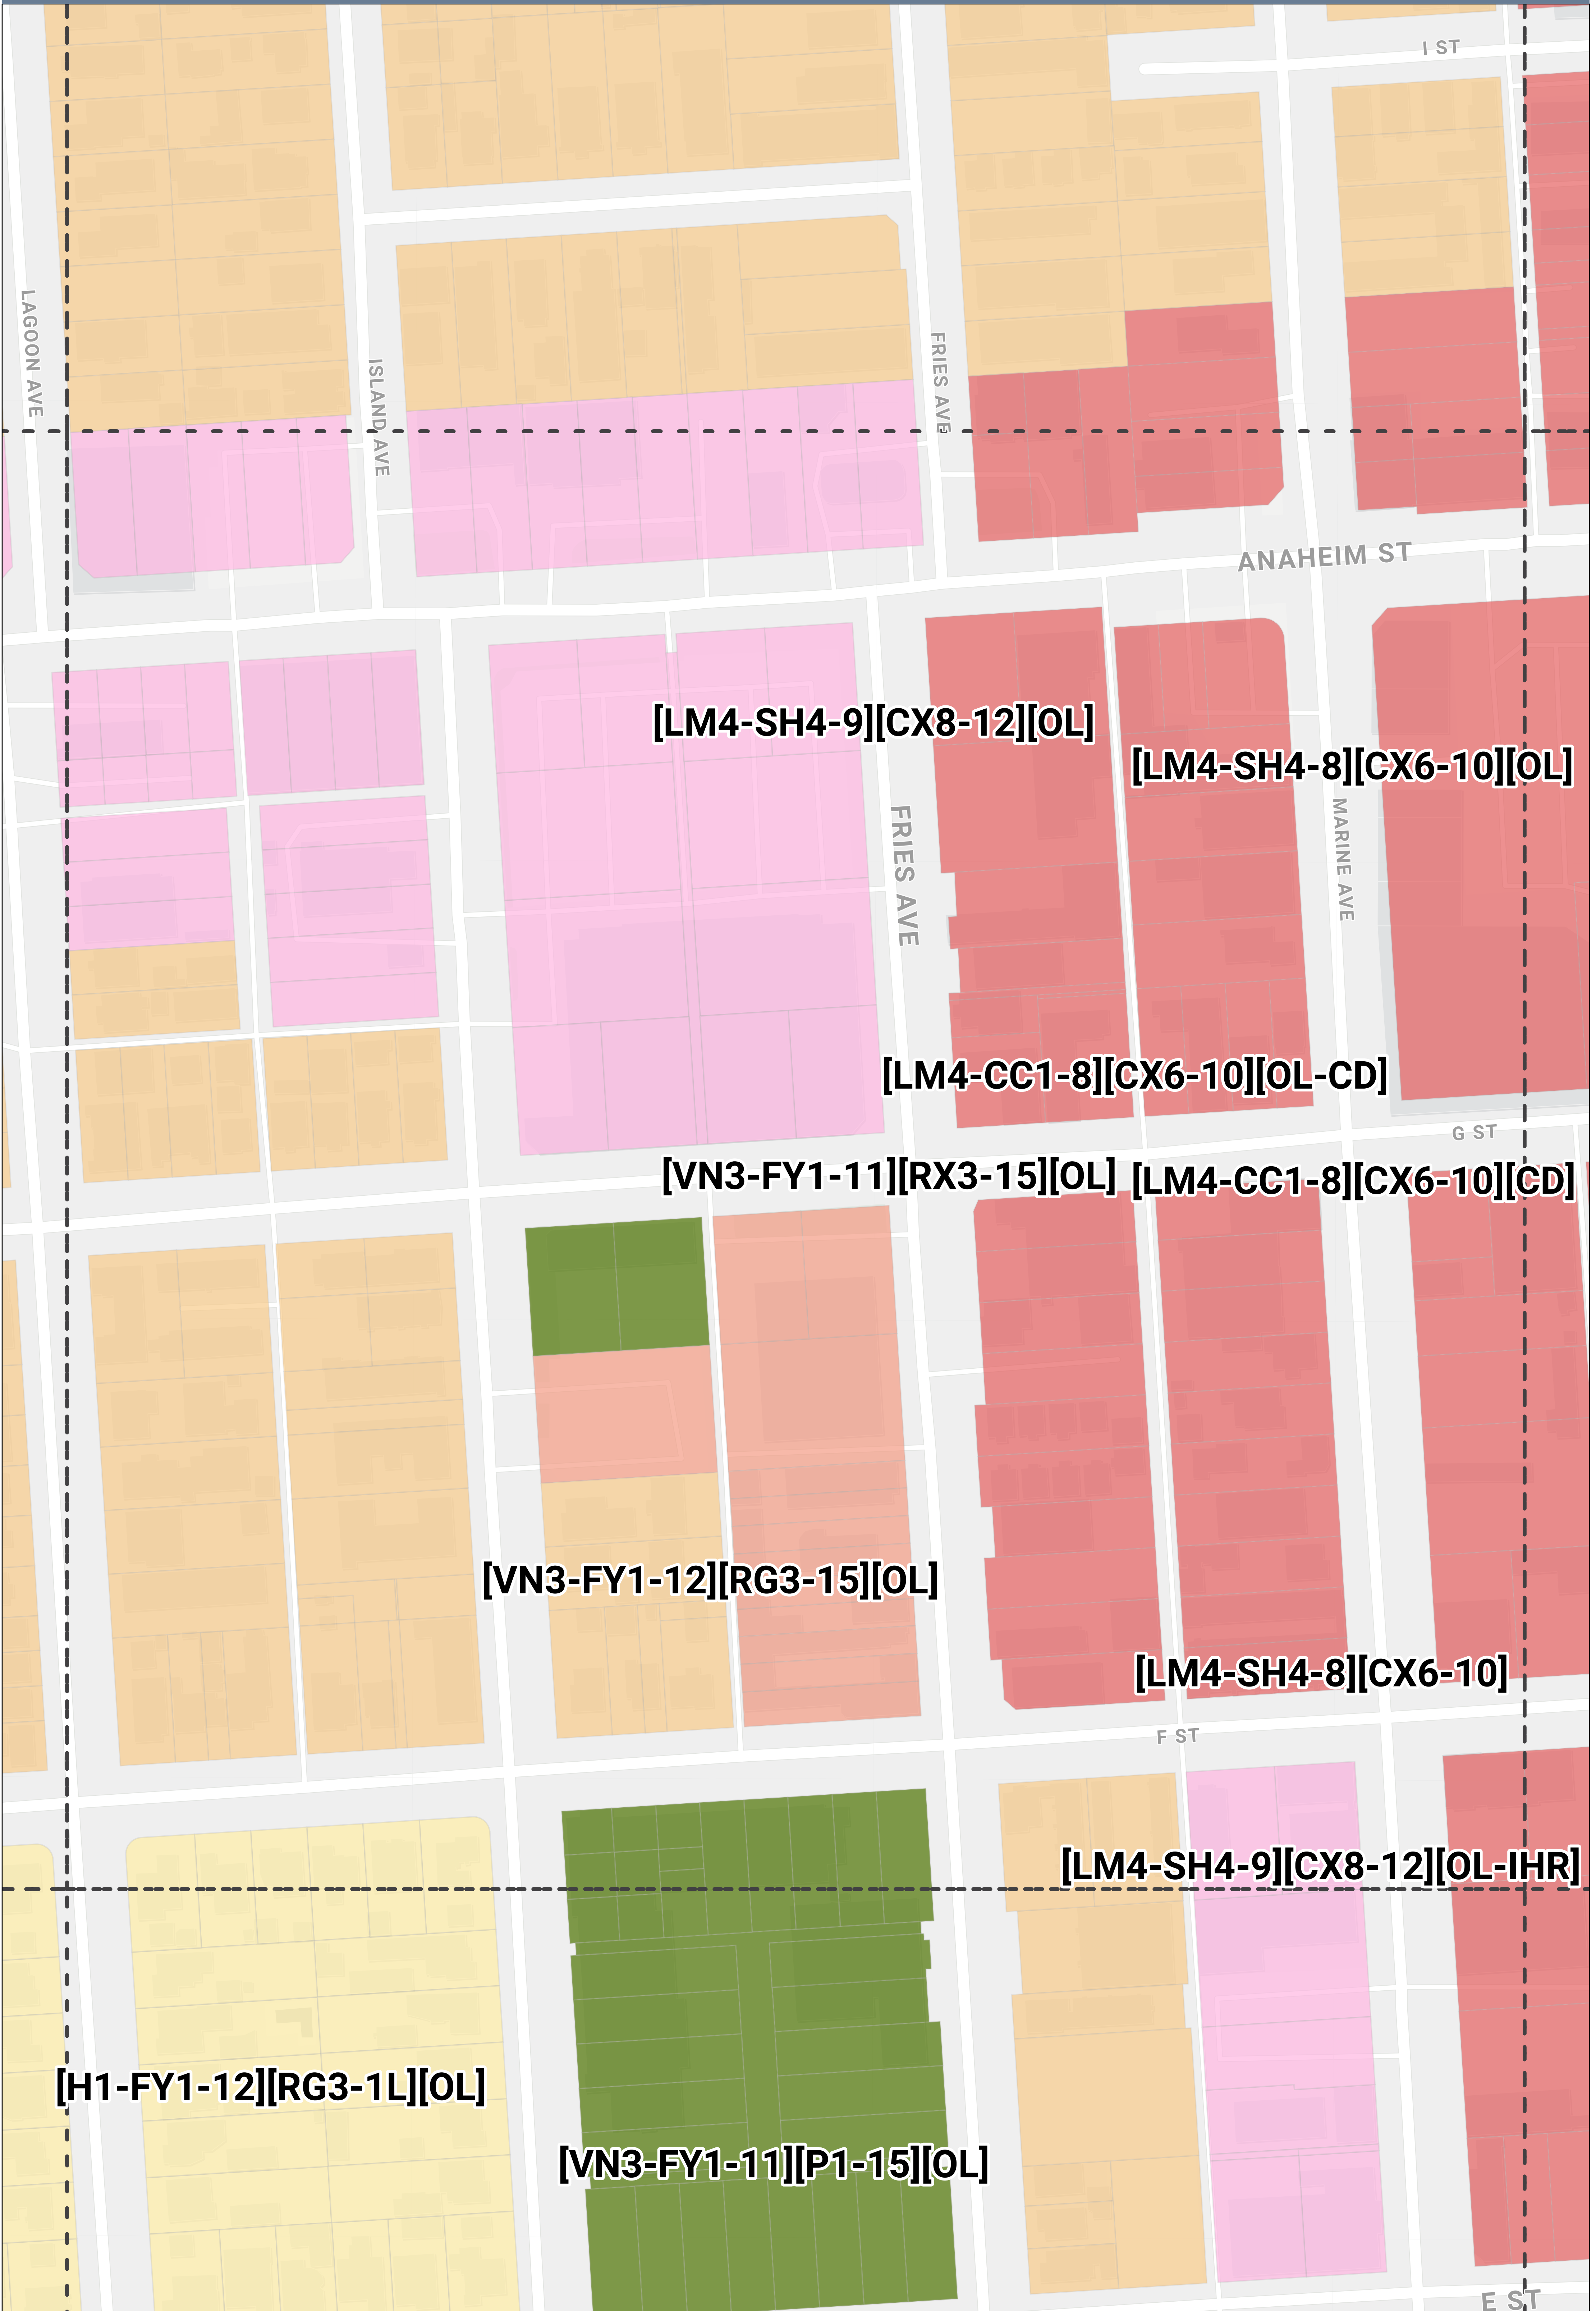 I ST
LAGOON AVE
ISLAND AVE
FRIES AVE
ANAHEIM ST
[LM4-SH4-9][CX8-12][OL]
[LM4-SH4-8][CX6-10][OL]
FRIES AVE
MARINE AVE
[LM4-CC1-8][CX6-10][OL-CD]
G ST
[VN3-FY1-11][RX3-15][OL]
[LM4-CC1-8][CX6-10][CD]
[VN3-FY1-12][RG3-15][OL]
[LM4-SH4-8][CX6-10]
F ST
[LM4-SH4-9][CX8-12][OL-IHR]
[H1-FY1-12][RG3-1L][OL]
[VN3-FY1-11][P1-15][OL]
E ST